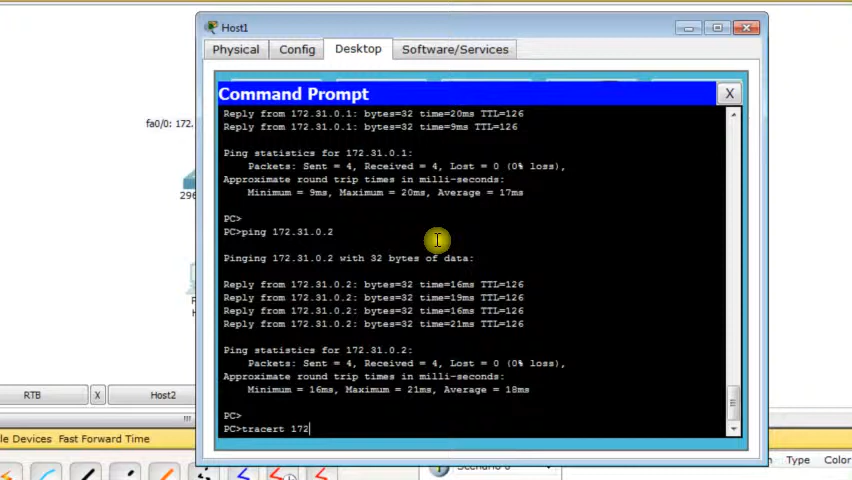 Host1
Physical Config Desktop Software/Services
Command Prompt X
Reply from 172.31.0.1: bytes=32 time=20ms TTL=126
Reply from 172.31.0.1: bytes=32 time=9ms TTL=126
Ping statistics for 172.31.0.1:
Packets: Sent = 4, Received = 4, Lost = 0 (0% loss),
Approximate round trip times in milli-seconds:
Minimum = 9ms, Maximum = 20ms, Average = 17ms
PC>
PC>ping 172.31.0.2
Pinging 172.31.0.2 with 32 bytes of data:
Reply from 172.31.0.2: bytes=32 time=16ms TTL=126
Reply from 172.31.0.2: bytes=32 time=19ms TTL=126
Reply from 172.31.0.2: bytes=32 time=16ms TTL=126
Reply from 172.31.0.2: bytes=32 time=21ms TTL=126
Ping statistics for 172.31.0.2:
Packets: Sent = 4, Received = 4, Lost = 0 (0% loss),
Approximate round trip times in milli-seconds:
Minimum = 16ms, Maximum = 21ms, Average = 18ms
PC>
PC>tracert 172
fa0/0: 172.
296
RTB X Host2
le Devices Fast Forward Time
Type Color